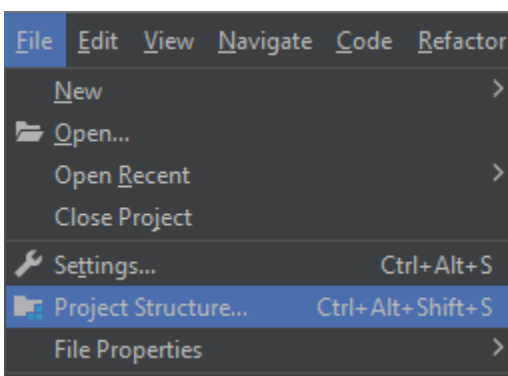 File Edit View Navigate Code Refactor
New
Open...
Open Recent
Close Project
Settings... Ctrl+Alt+S
Project Structure... Ctrl+Alt+Shift+S
File Properties